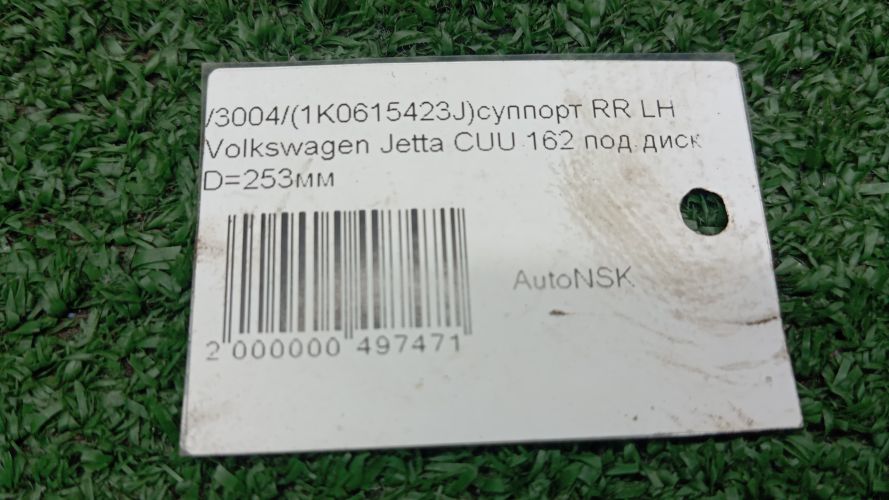 /3004/(1K0615423J)суппорт RR LH
Volkswagen Jetta CUU 162 под диск
D=253мм
AutoNSK
2 000000 497471